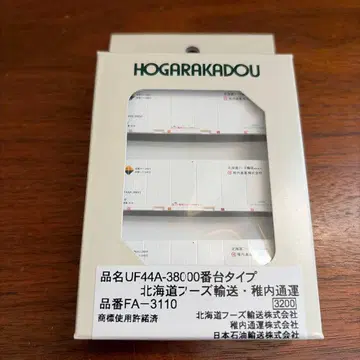 HOGARAKADOU
品名UF44A-38000番台タイプ
北海道フーズ輸送・稚内通運
品番FA-3110
3200
商標使用許諾済
北海道フーズ輸送株式会社
稚内通運株式会社
日本石油輸送株式会社